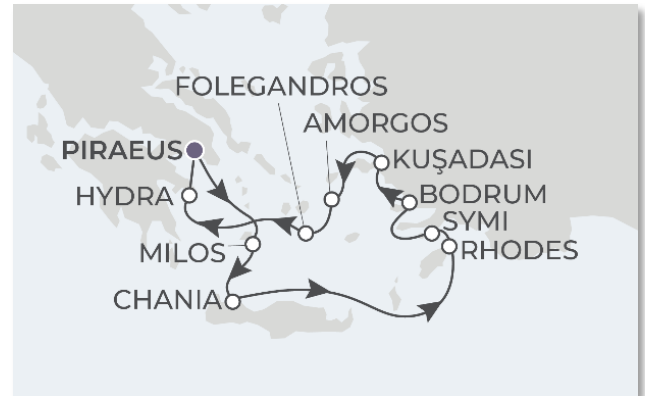 FOLEGANDROS
AMORGOS
PIRAEUS
KUŞADASI
HYDRA
BODRUM
SYMI
MILOS
RHODES
CHANIA